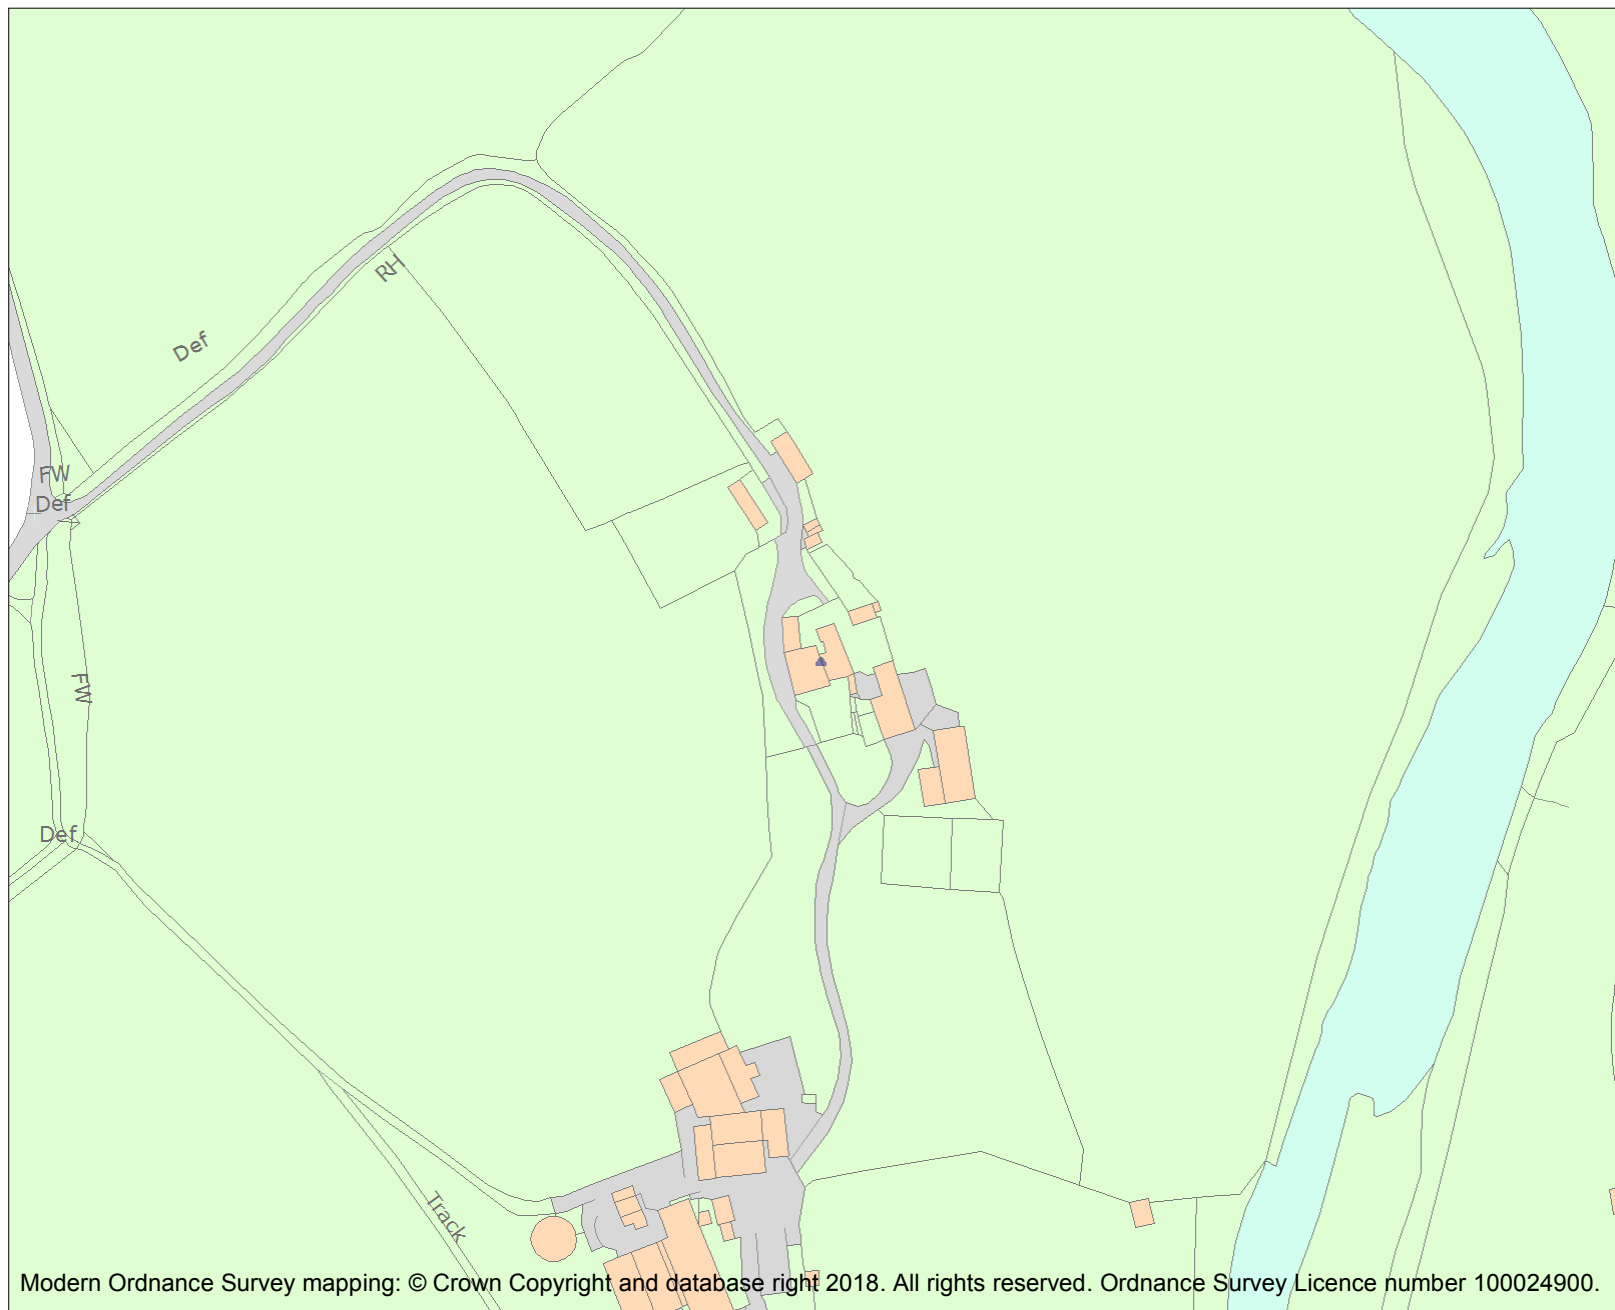 RH
Def
FW
Def
FW
Def
Track
Modern Ordnance Survey mapping: © Crown Copyright and database right 2018. All rights reserved. Ordnance Survey Licence number 100024900.